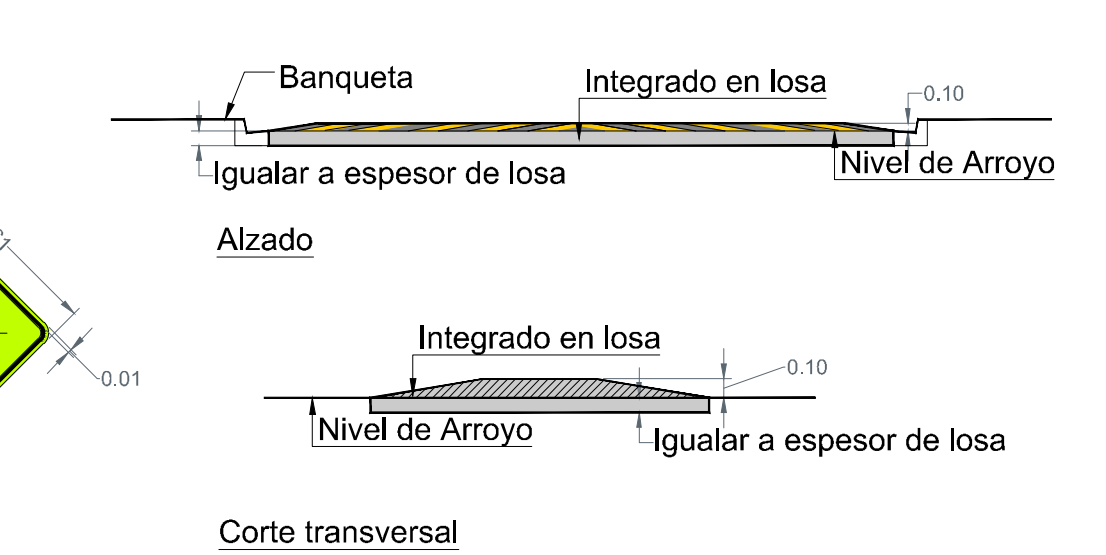 Banqueta
Integrado en losa
0.10
Nivel de Arroyo
Igualar a espesor de losa
Alzado
0.01
Integrado en losa
0.10
Nivel de Arroyo
Igualar a espesor de losa
Corte transversal